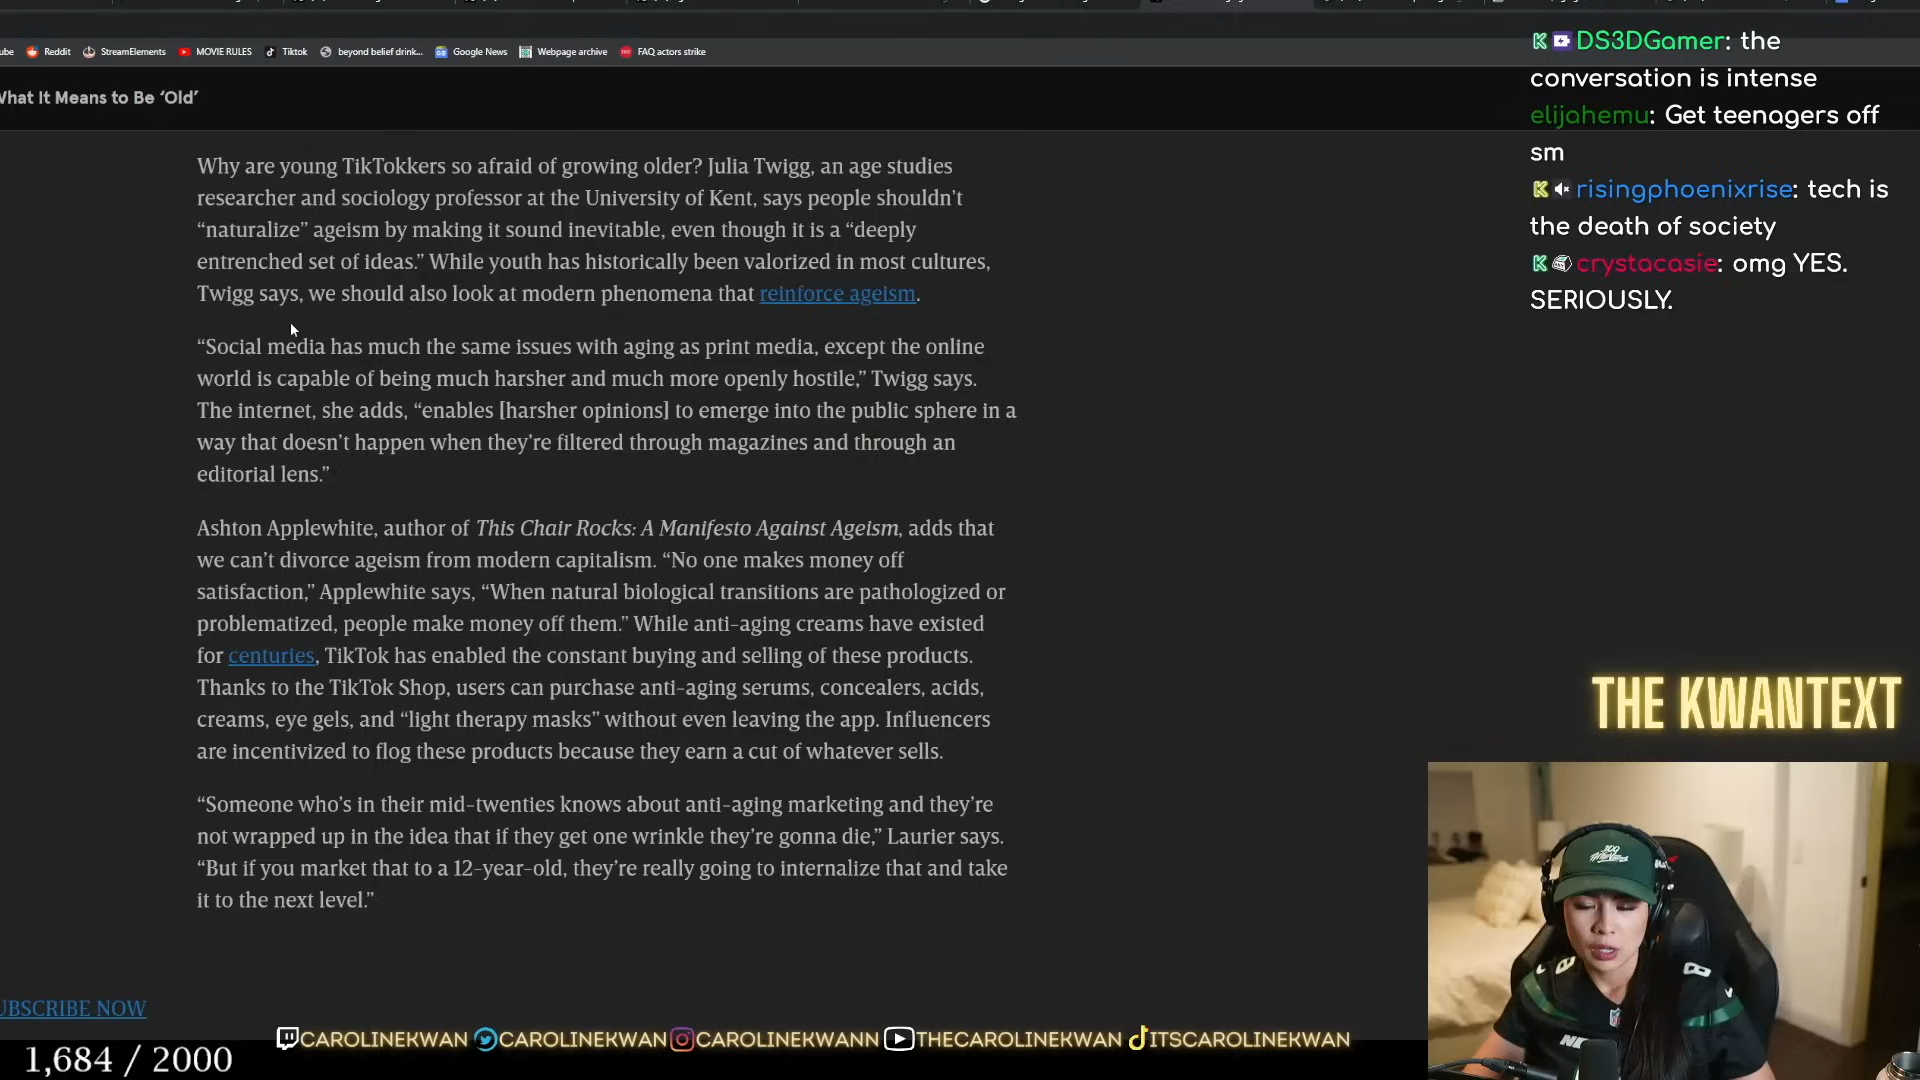 ube Reddit StreamElements MOVIE RULES Tiktok beyond belief drink... Google News Webpage archive FAQ actors strike
What It Means to Be ‘Old’
Why are young TikTokkers so afraid of growing older? Julia Twigg, an age studies
researcher and sociology professor at the University of Kent, says people shouldn’t
“naturalize” ageism by making it sound inevitable, even though it is a “deeply
entrenched set of ideas.” While youth has historically been valorized in most cultures,
Twigg says, we should also look at modern phenomena that reinforce ageism.
“Social media has much the same issues with aging as print media, except the online
world is capable of being much harsher and much more openly hostile,” Twigg says.
The internet, she adds, “enables [harsher opinions] to emerge into the public sphere in a
way that doesn’t happen when they’re filtered through magazines and through an
editorial lens.”
Ashton Applewhite, author of This Chair Rocks: A Manifesto Against Ageism, adds that
we can’t divorce ageism from modern capitalism. “No one makes money off
satisfaction,” Applewhite says, “When natural biological transitions are pathologized or
problematized, people make money off them.” While anti-aging creams have existed
for centuries, TikTok has enabled the constant buying and selling of these products.
Thanks to the TikTok Shop, users can purchase anti-aging serums, concealers, acids,
creams, eye gels, and “light therapy masks” without even leaving the app. Influencers
are incentivized to flog these products because they earn a cut of whatever sells.
“Someone who’s in their mid-twenties knows about anti-aging marketing and they’re
not wrapped up in the idea that if they get one wrinkle they’re gonna die,” Laurier says.
“But if you market that to a 12-year-old, they’re really going to internalize that and take
it to the next level.”
UBSCRIBE NOW
1,684 / 2000
CAROLINEKWAN CAROLINEKWAN CAROLINEKWANN THECAROLINEKWAN ITSCAROLINEKWAN
DS3DGamer: the
conversation is intense
elijahemu: Get teenagers off
sm
risingphoenixrise: tech is
the death of society
crystacasie: omg YES.
SERIOUSLY.
THE KWANTEXT